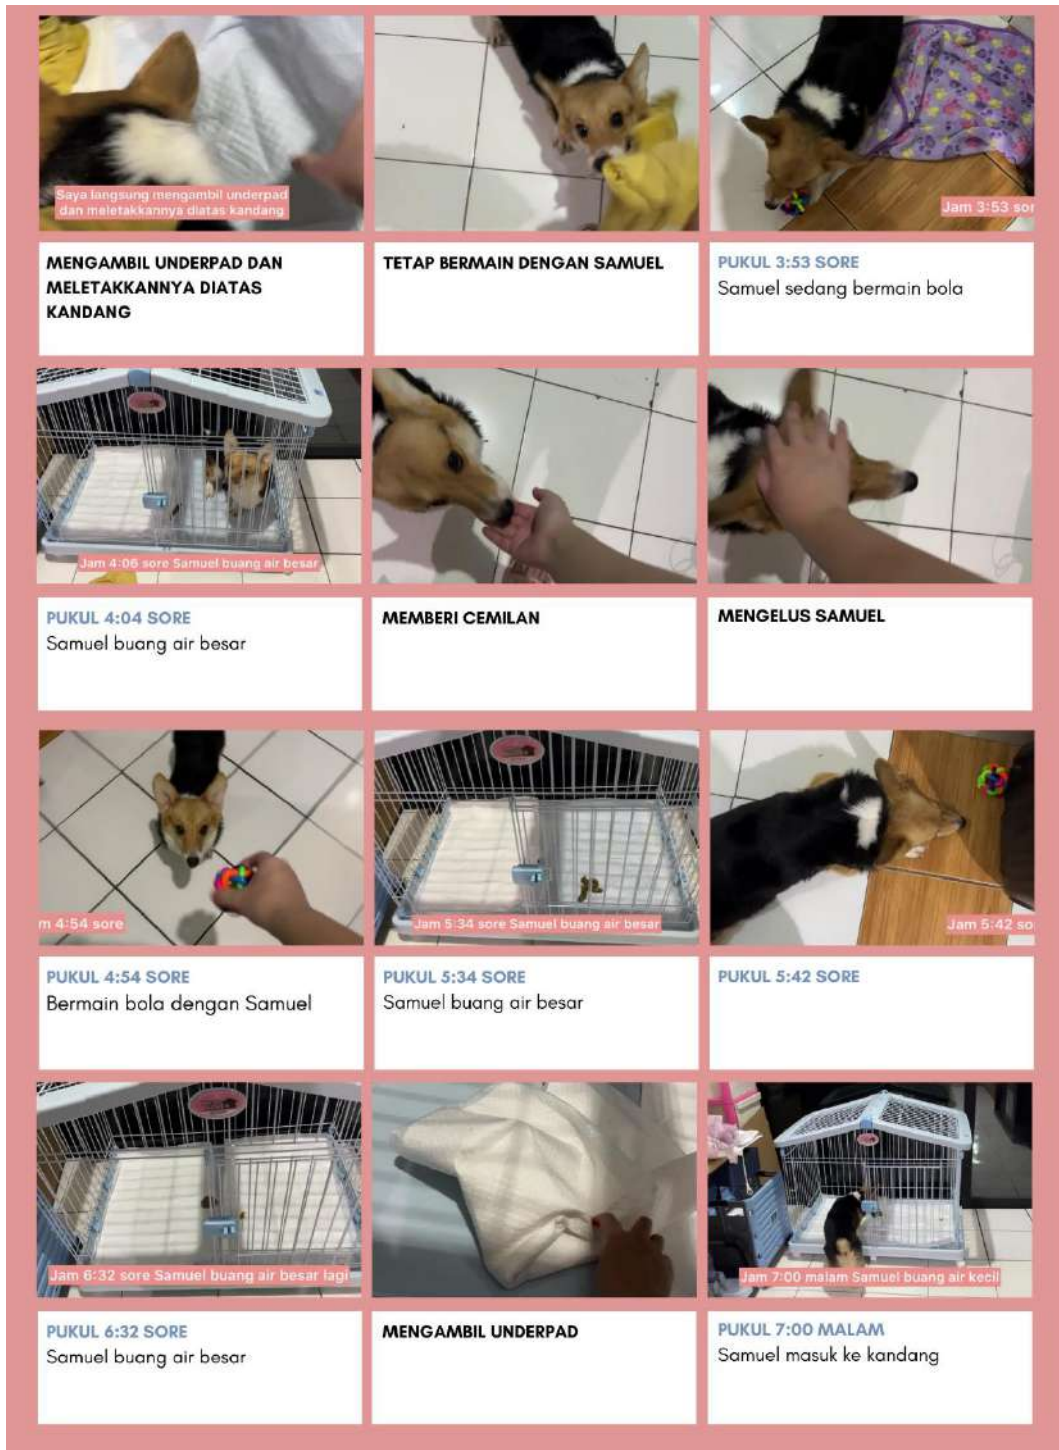 Saya langsung mengambil underpad
dan meletakkannya diatas kandang
Jam 3:53 sor
MENGAMBIL UNDERPAD DAN
MELETAKKANNYA DIATAS
KANDANG
TETAP BERMAIN DENGAN SAMUEL
PUKUL 3:53 SORE
Samuel sedang bermain bola
Jam 4:06 sore Samuel buang air besar
PUKUL 4:04 SORE
Samuel buang air besar
MEMBERI CEMILAN
MENGELUS SAMUEL
m 4:54 sore
Jam 5:34 sore Samuel buang air besar
Jam 5:42 so
PUKUL 4:54 SORE
Bermain bola dengan Samuel
PUKUL 5:34 SORE
Samuel buang air besar
PUKUL 5:42 SORE
Jam 6:32 sore Samuel buang air besar lagi
Jam 7:00 malam Samuel buang air kecil
PUKUL 6:32 SORE
Samuel buang air besar
MENGAMBIL UNDERPAD
PUKUL 7:00 MALAM
Samuel masuk ke kandang